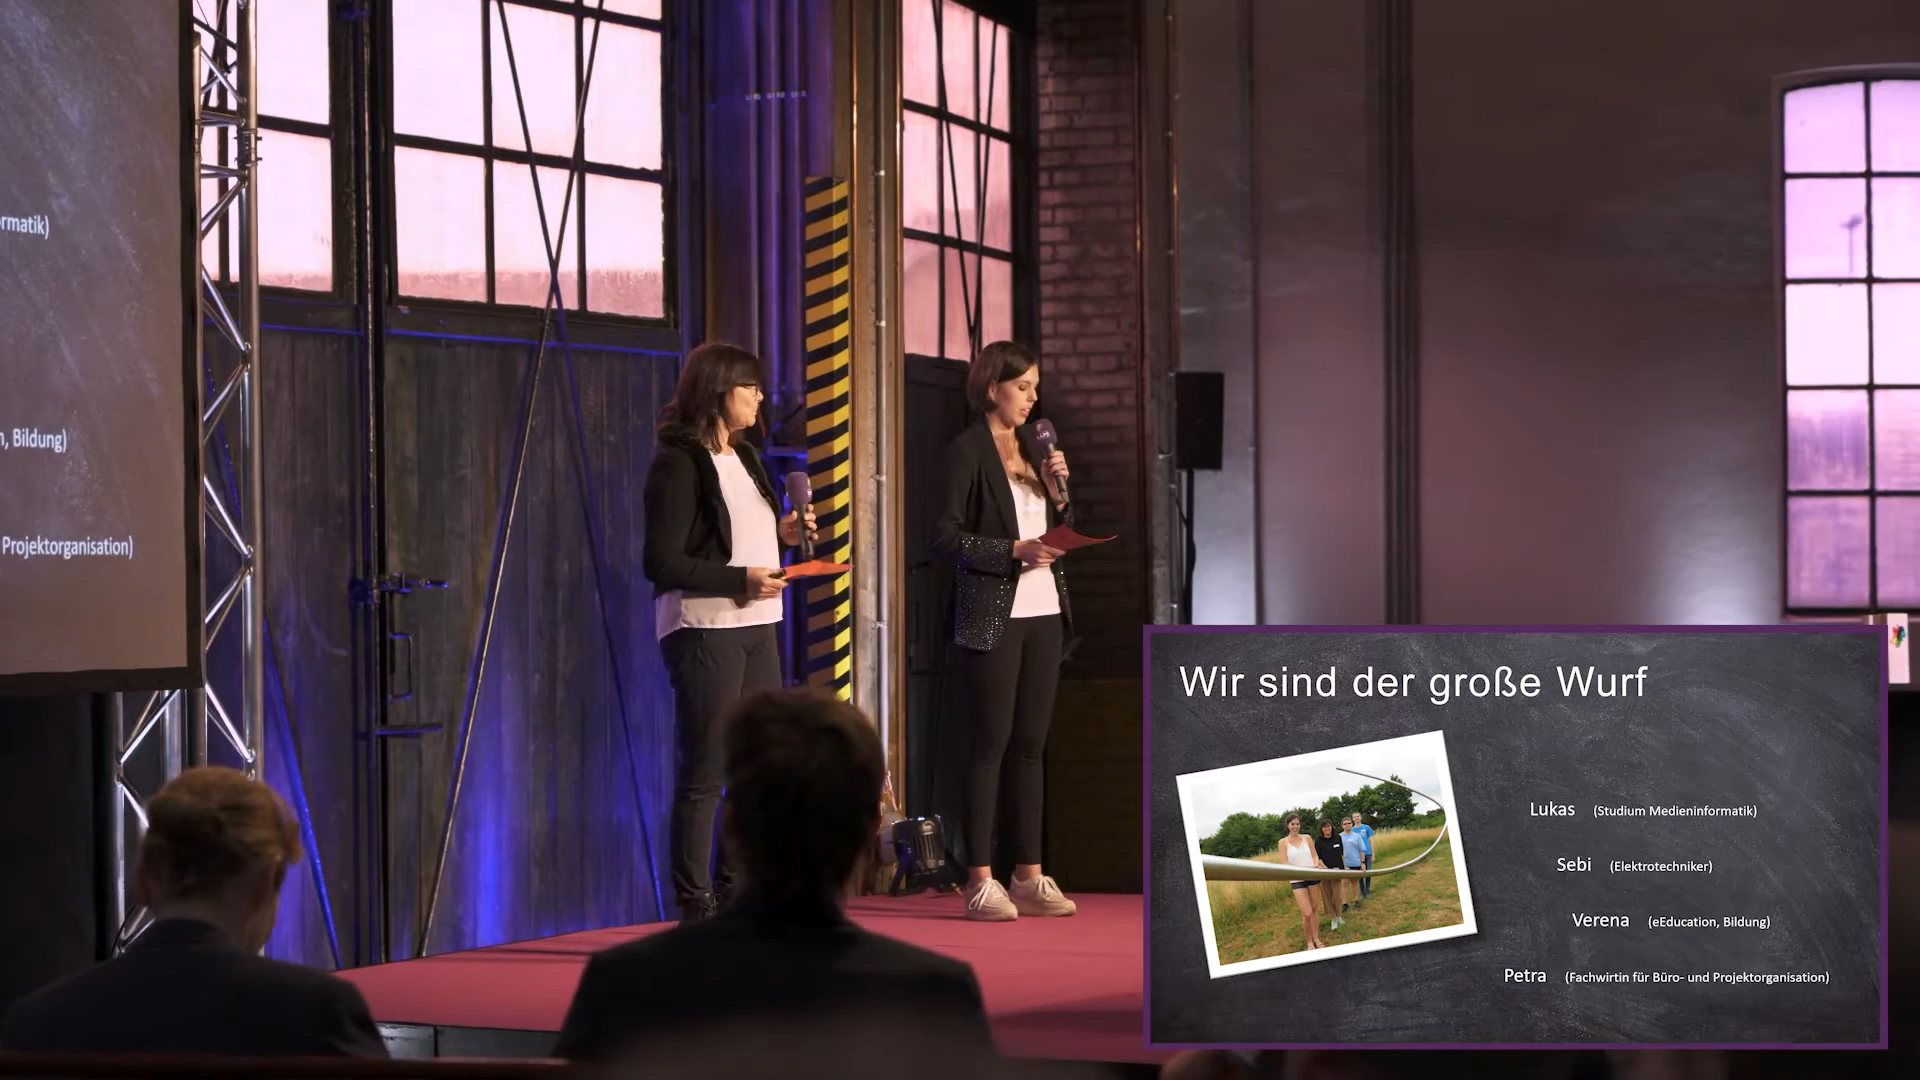 rmatik)
, Bildung)
Projektorganisation)
Wir sind der große Wurf
Lukas (Studium Medieninformatik)
Sebi (Elektrotechniker)
Verena (eEducation, Bildung)
Petra (Fachwirtin für Büro- und Projektorganisation)